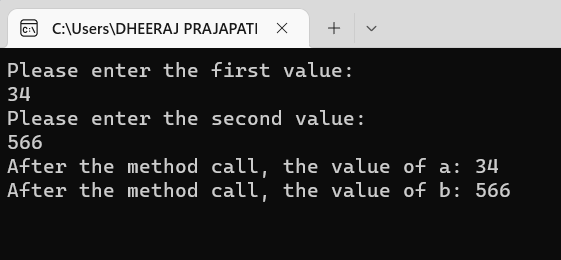 C:\Users\DHEERAJ PRAJAPATI
Please enter the first value:
34
Please enter the second value:
566
After the method call, the value of a: 34
After the method call, the value of b: 566